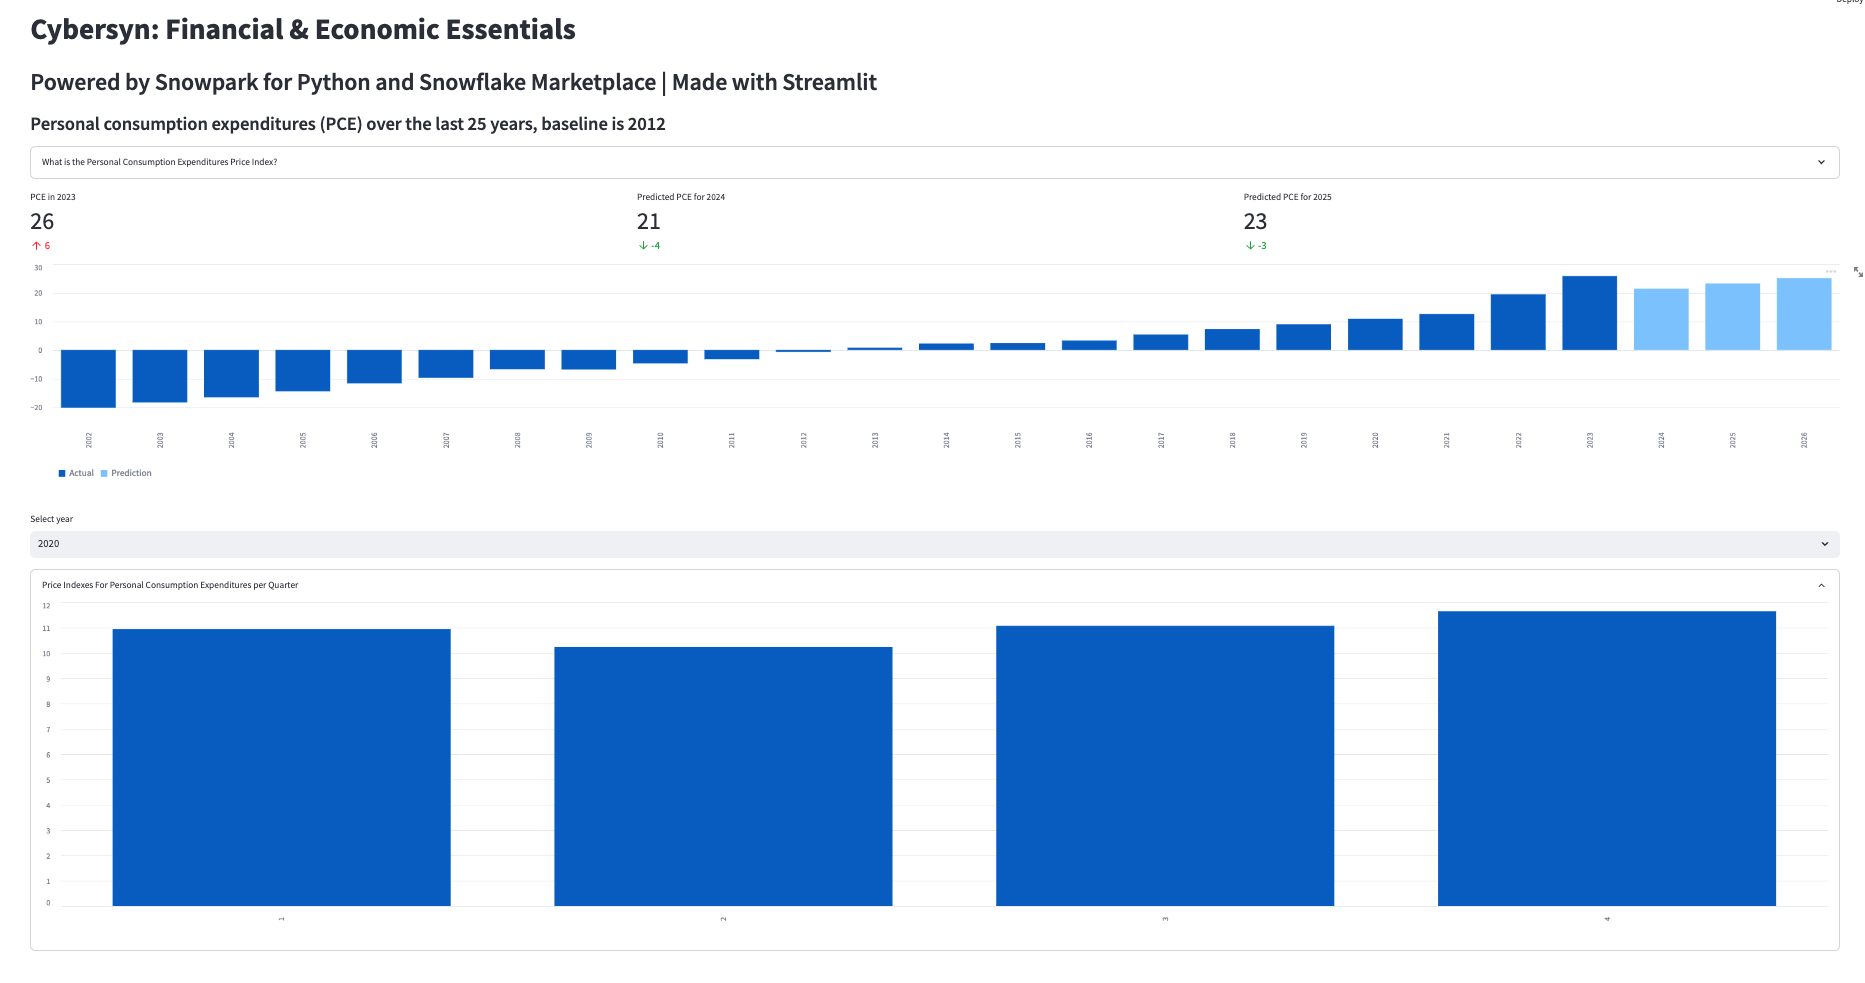 Deploy
Cybersyn: Financial & Economic Essentials
Powered by Snowpark for Python and Snowflake Marketplace | Made with Streamlit
Personal consumption expenditures (PCE) over the last 25 years, baseline is 2012
What is the Personal Consumption Expenditures Price Index?
PCE in 2023
26
↑ 6
Predicted PCE for 2024
21
↓ -4
Predicted PCE for 2025
23
↓ -3
30
20
10
0
−10
−20
2002 2003 2004 2005 2006 2007 2008 2009 2010 2011 2012 2013 2014 2015 2016 2017 2018 2019 2020 2021 2022 2023 2024 2025 2026
Actual Prediction
Select year
2020
Price Indexes For Personal Consumption Expenditures per Quarter
12
11
10
9
8
7
6
5
4
3
2
1
0
1 2 3 4